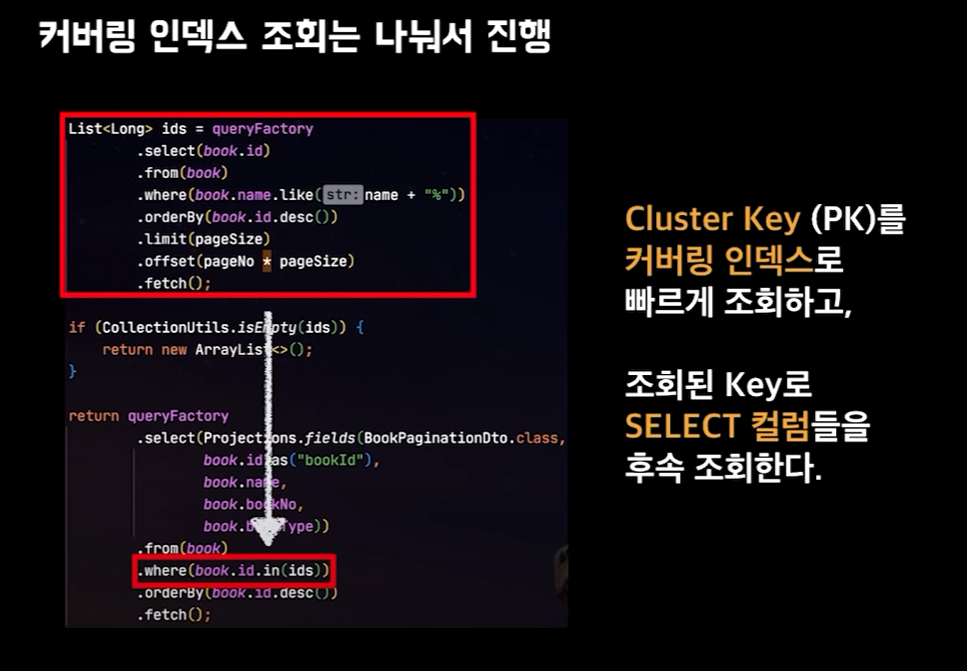 커버링 인덱스 조회는 나눠서 진행
List<Long> ids = queryFactory
.select(book.id)
.from(book)
.where(book.name.like(str: name + "%"))
.orderBy(book.id.desc())
.limit(pageSize)
.offset(pageNo * pageSize)
.fetch();
if (CollectionUtils.isEmpty(ids)) {
return new ArrayList<>();
}
return queryFactory
.select(Projections.fields(BookPaginationDto.class,
book.id.as("bookId"),
book.name,
book.bookNo,
book.bookType))
.from(book)
.where(book.id.in(ids))
.orderBy(book.id.desc())
.fetch();
Cluster Key (PK)를
커버링 인덱스로
빠르게 조회하고,
조회된 Key로
SELECT 컬럼들을
후속 조회한다.